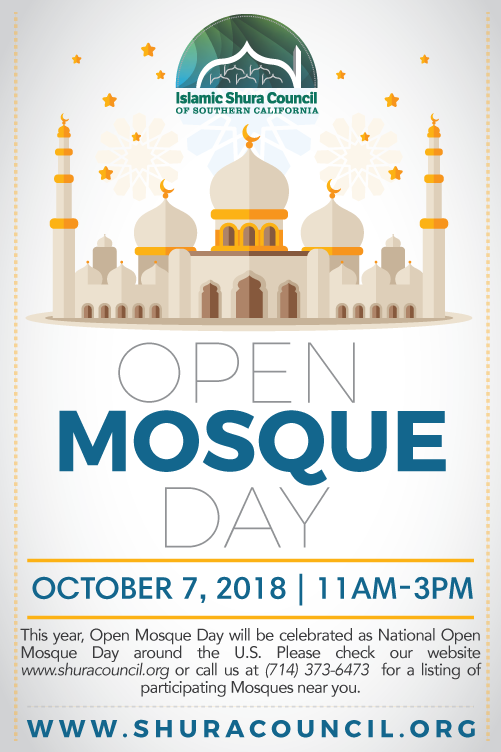 Islamic Shura Council
OF SOUTHERN CALIFORNIA
OPEN
MOSQUE
DAY
OCTOBER 7, 2018 | 11AM-3PM
This year, Open Mosque Day will be celebrated as National Open
Mosque Day around the U.S. Please check our website
www.shuracouncil.org or call us at (714) 373-6473 for a listing of
participating Mosques near you.
WWW.SHURACOUNCIL.ORG